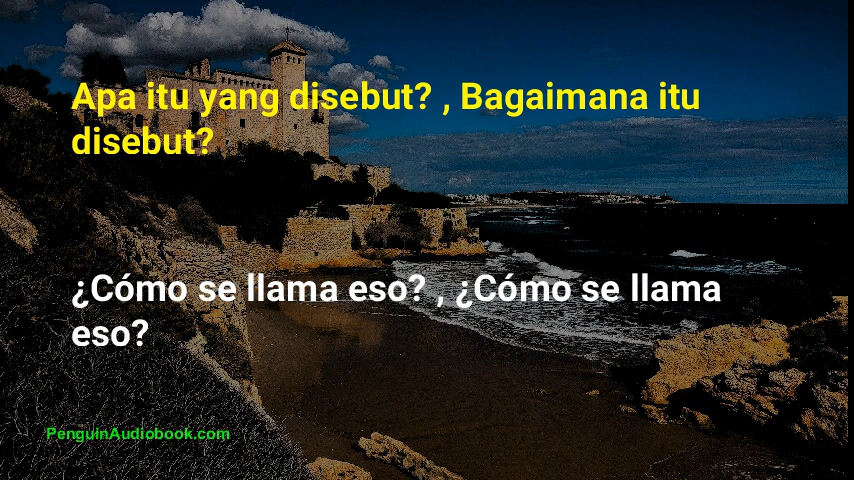 Apa itu yang disebut? , Bagaimana itu
disebut?
¿Cómo se llama eso? , ¿Cómo se llama
eso?
PenguinAudiobook.com